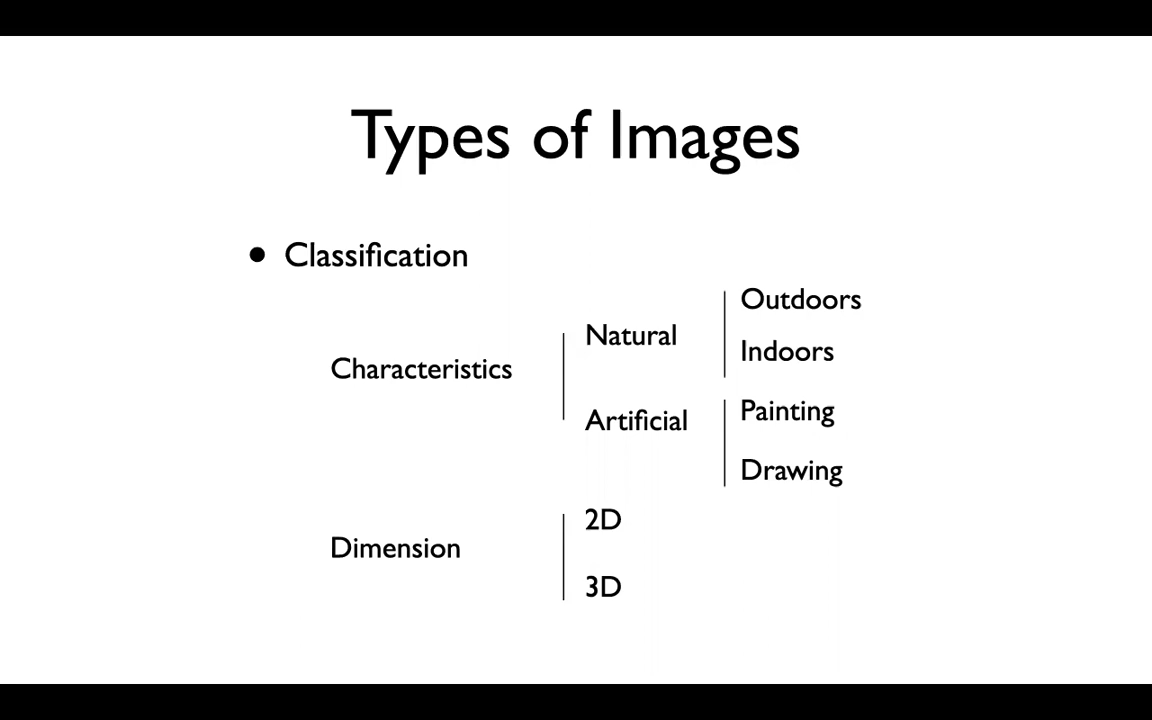 Types of Images
• Classification
Characteristics
Natural
Outdoors
Indoors
Artificial
Painting
Drawing
Dimension
2D
3D